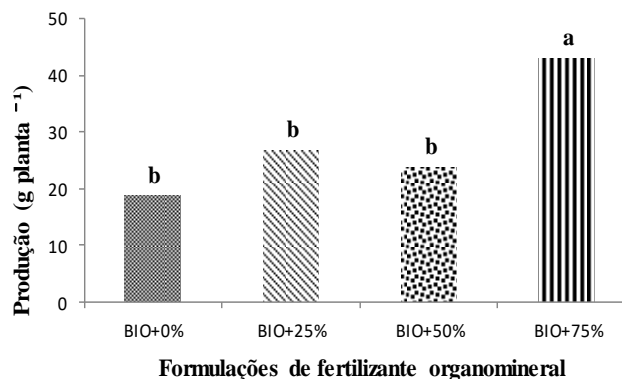 Produção (g planta ⁻¹)
50
40
30
20
10
0
b
b
b
a
BIO+0%
BIO+25%
BIO+50%
BIO+75%
Formulações de fertilizante organomineral